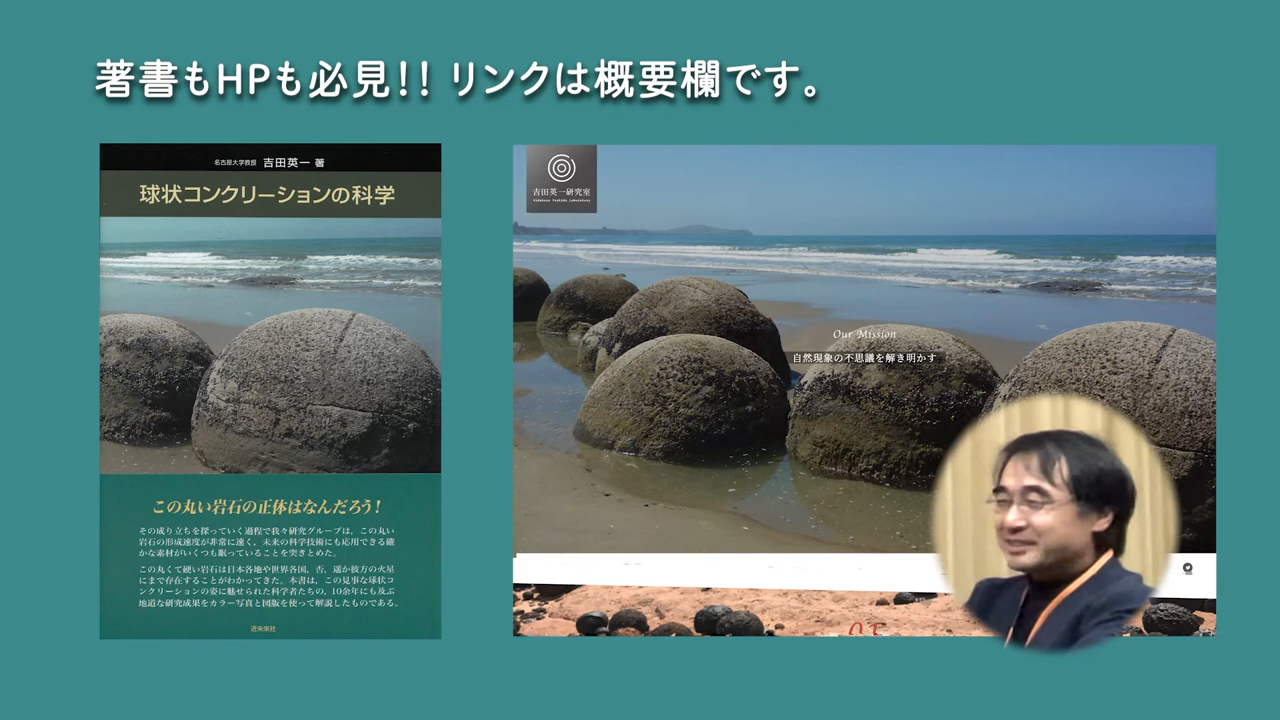 著書もHPも必見!! リンクは概要欄です。
名古屋大学教授 吉田英一 著
球状コンクリーションの科学
この丸い岩石の正体はなんだろう!
その成り立ちを探っていく過程で我々研究グループは、この丸い
岩石の形成速度が非常に速く、未来の科学技術にも応用できる確
かな素材がいくつも眠っていることを突きとめた。
この丸くて硬い岩石は日本各地や世界各国、否、遥か彼方の火星
にまで存在することがわかってきた。本書は、この見事な球状コ
ンクリーションの姿に魅せられた科学者たちの、10余年にも及ぶ
地道な研究成果をカラー写真と図版を使って解説したものである。
近未来社
吉田英一研究室
Hidekazu Yoshida Laboratory
Our Mission
自然現象の不思議を解き明かす